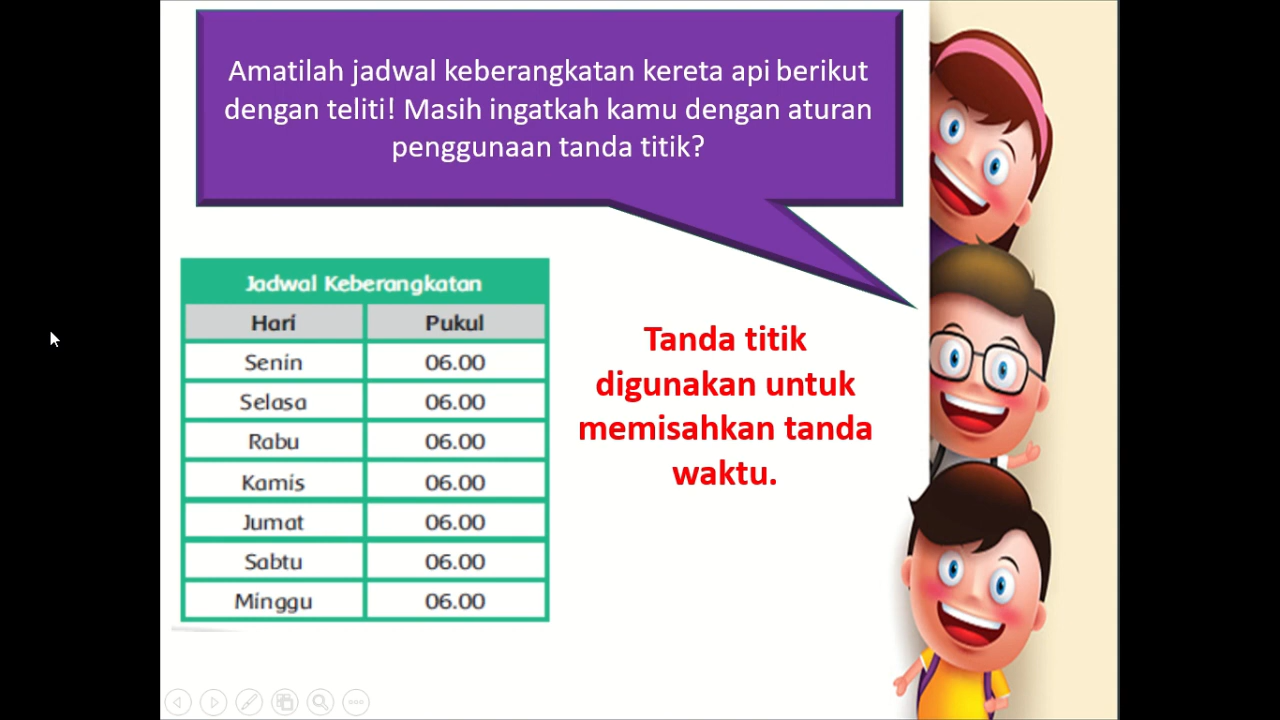 Amatilah jadwal keberangkatan kereta api berikut
dengan teliti! Masih ingatkah kamu dengan aturan
penggunaan tanda titik?
Jadwal Keberangkatan
Hari Pukul
Senin 06.00
Selasa 06.00
Rabu 06.00
Kamis 06.00
Jumat 06.00
Sabtu 06.00
Minggu 06.00
Tanda titik
digunakan untuk
memisahkan tanda
waktu.